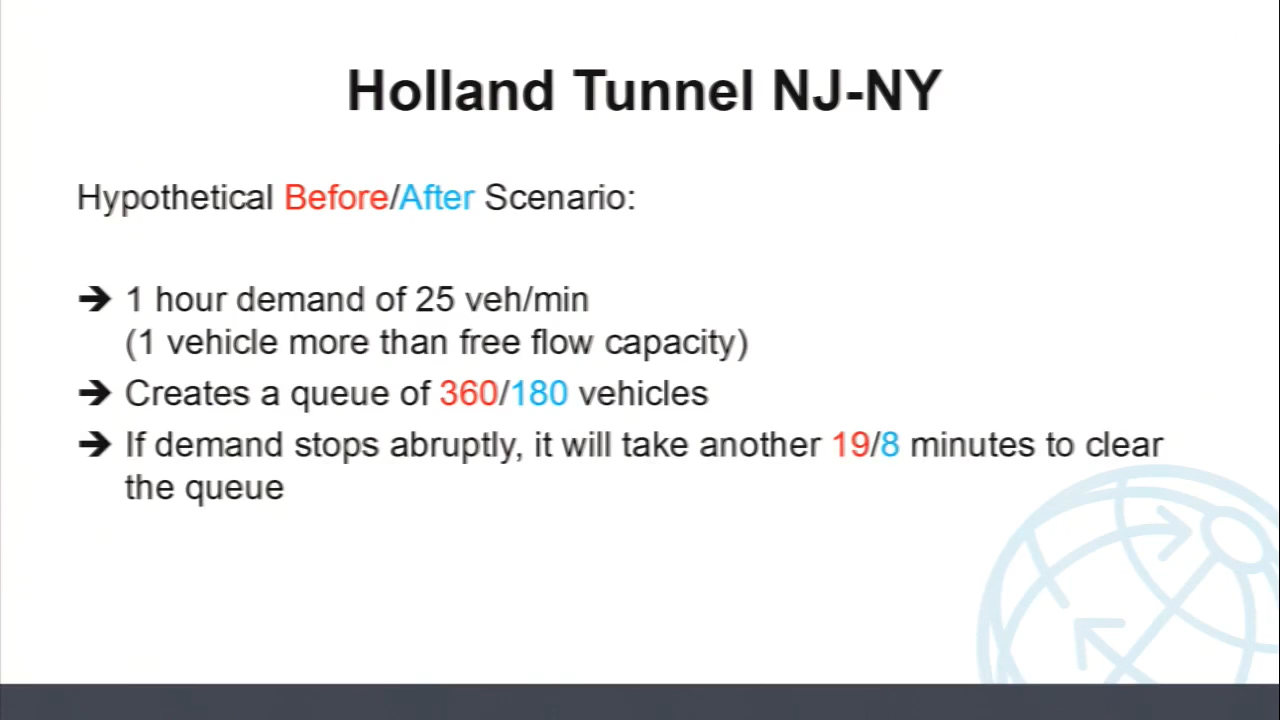 Holland Tunnel NJ-NY
Hypothetical Before/After Scenario:
➔ 1 hour demand of 25 veh/min
(1 vehicle more than free flow capacity)
➔ Creates a queue of 360/180 vehicles
➔ If demand stops abruptly, it will take another 19/8 minutes to clear
the queue